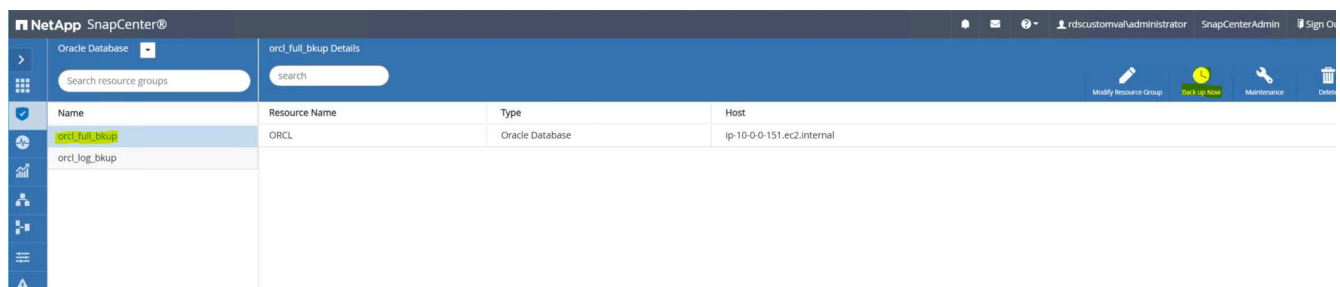 NetApp SnapCenter®
rdscustomval\administrator SnapCenterAdmin Sign Ou
Oracle Database
orcl_full_bkup Details
Search resource groups
search
Modify Resource Group Back up Now Maintenance Delete
Name
Resource Name Type Host
orcl_full_bkup
ORCL Oracle Database ip-10-0-0-151.ec2.internal
orcl_log_bkup